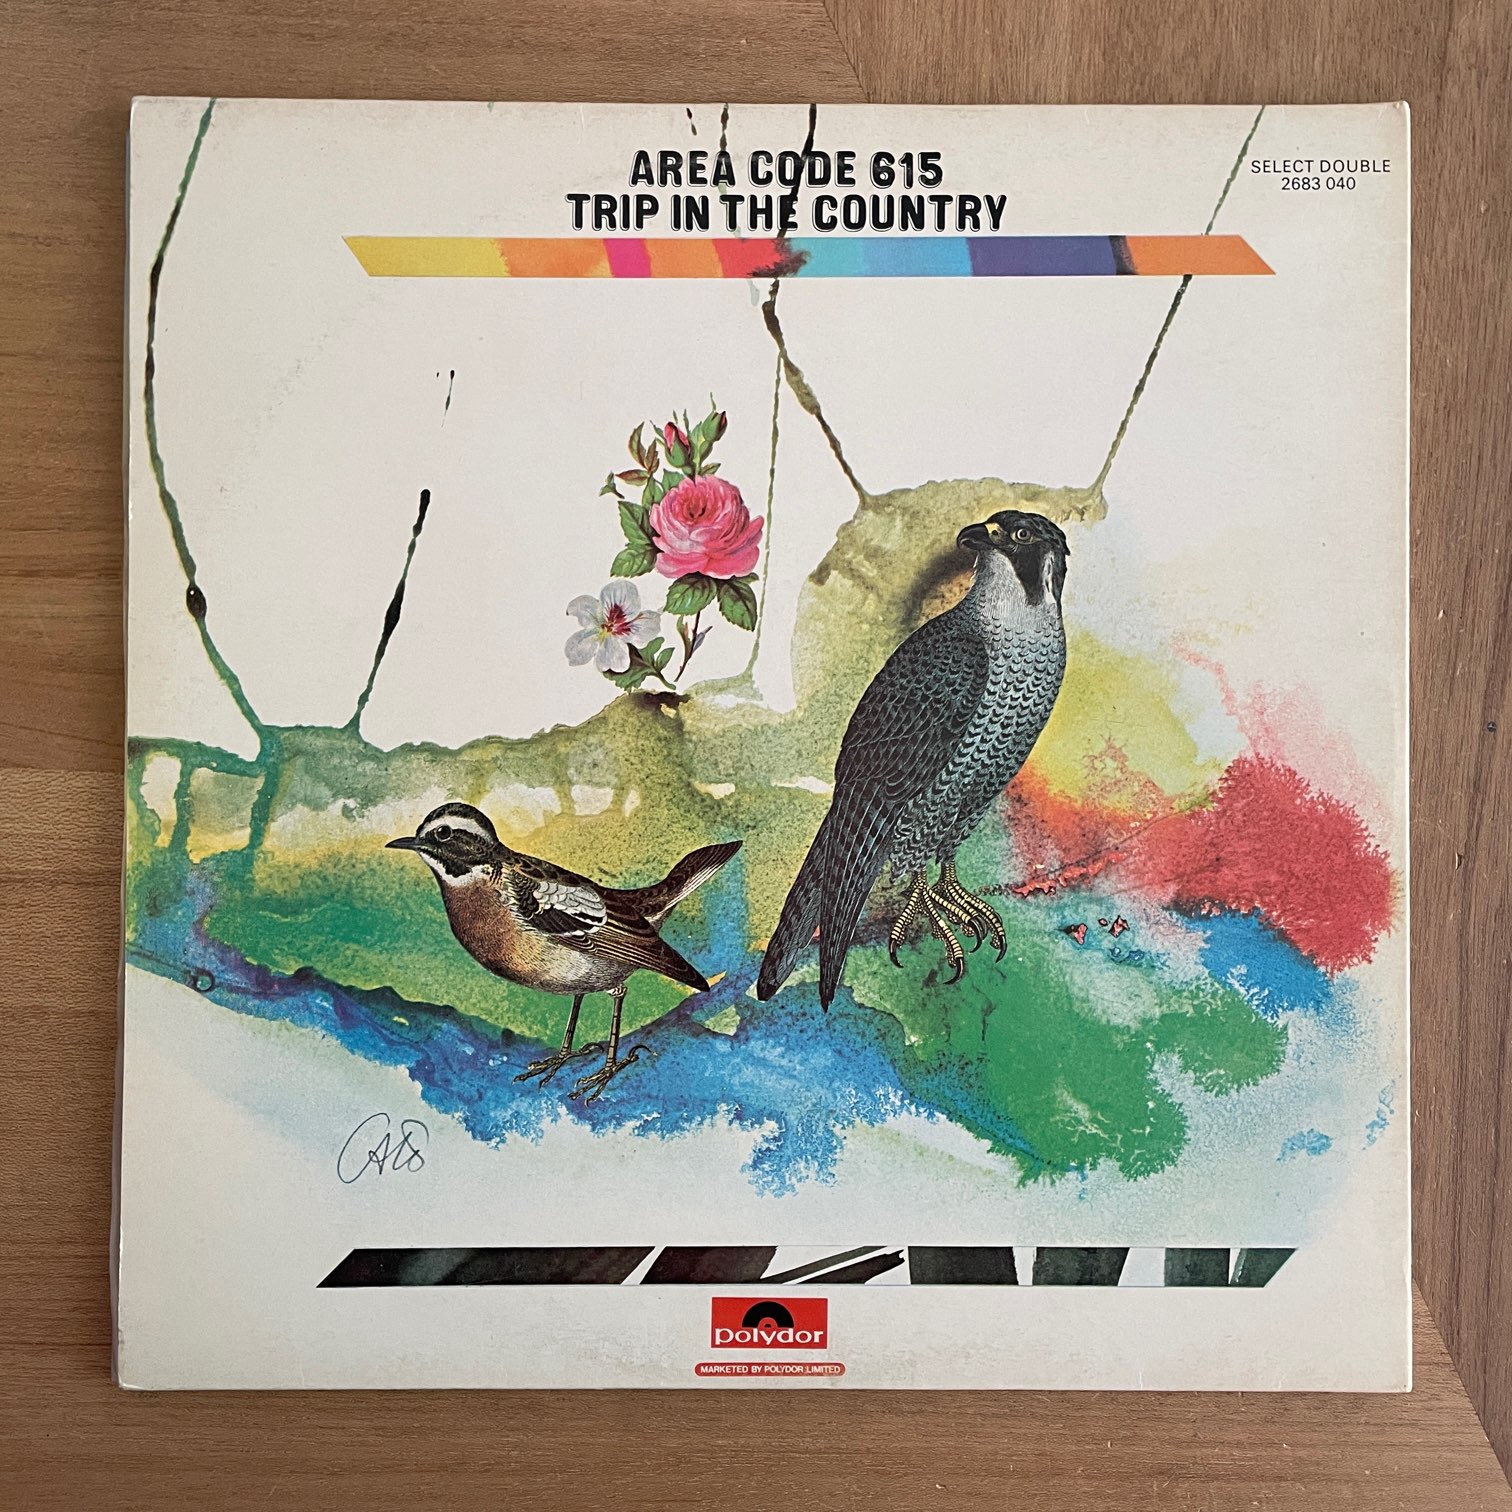 AREA CODE 615
TRIP IN THE COUNTRY
SELECT DOUBLE
2683 040
polydor
MARKETED BY POLYDOR LIMITED